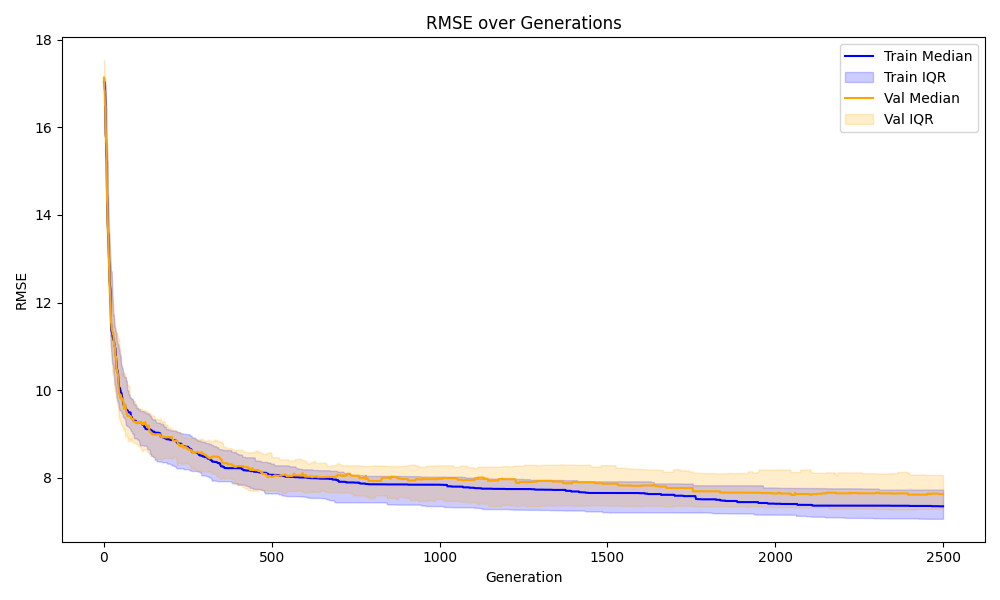 RMSE over Generations
18
16
14
12
10
8
RMSE
Train Median
Train IQR
Val Median
Val IQR
0
500
1000
1500
2000
2500
Generation